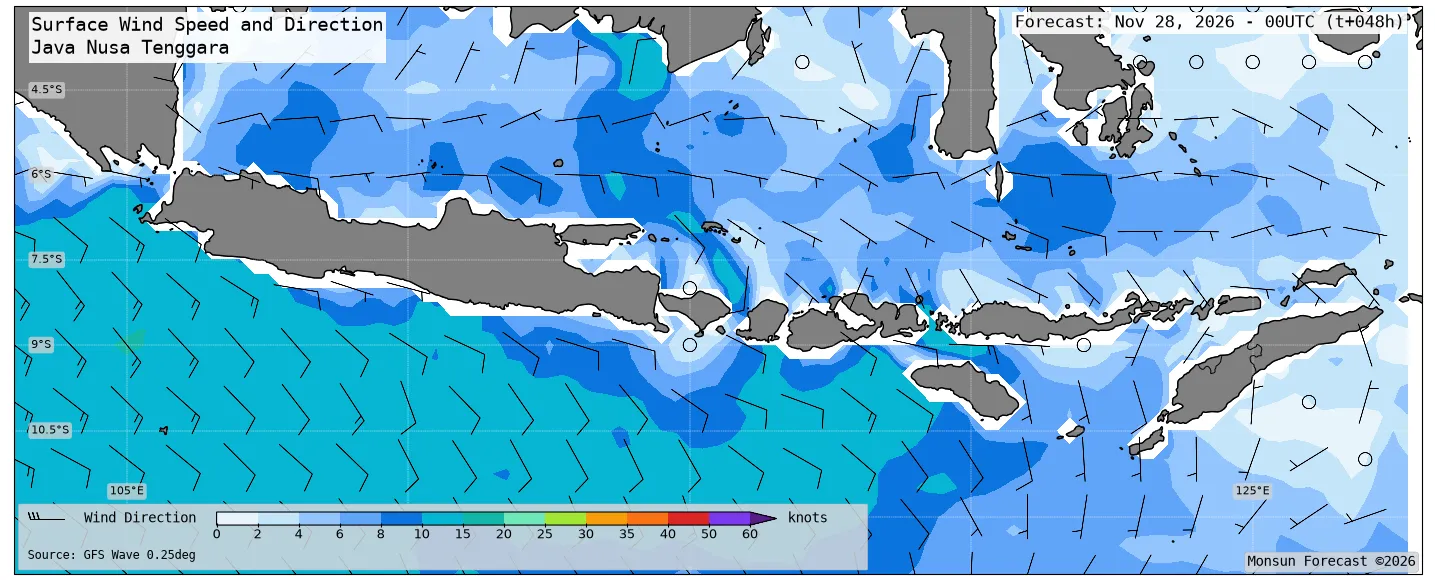 Surface Wind Speed and Direction
Java Nusa Tenggara
Forecast: Nov 28, 2026 - 00UTC (t+048h)
4.5°S
6°S
7.5°S
9°S
10.5°S
105°E
125°E
Wind Direction
knots
0 2 4 6 8 10 15 20 25 30 35 40 50 60
Source: GFS Wave 0.25deg
Monsun Forecast ©2026